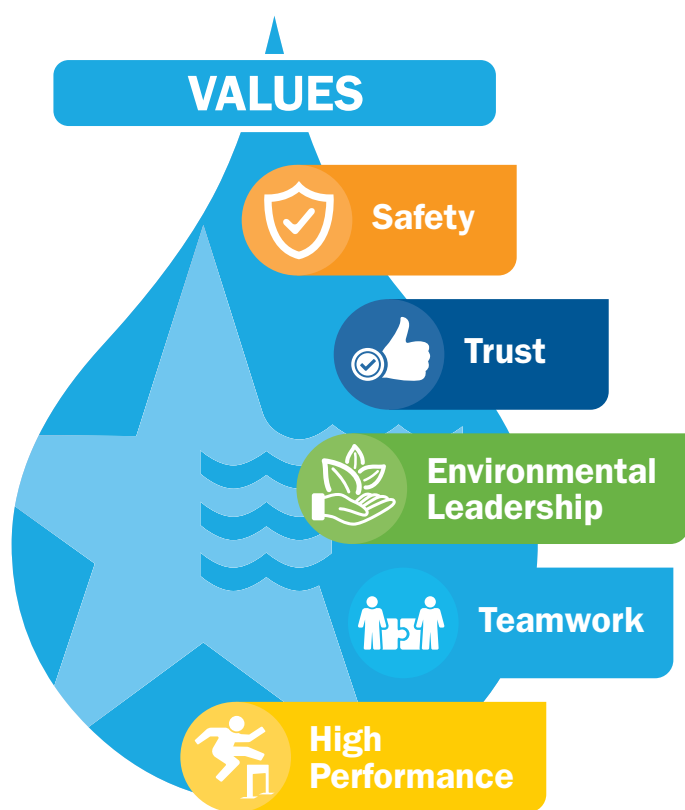 VALUES
Safety
Trust
Environmental
Leadership
Teamwork
High
Performance